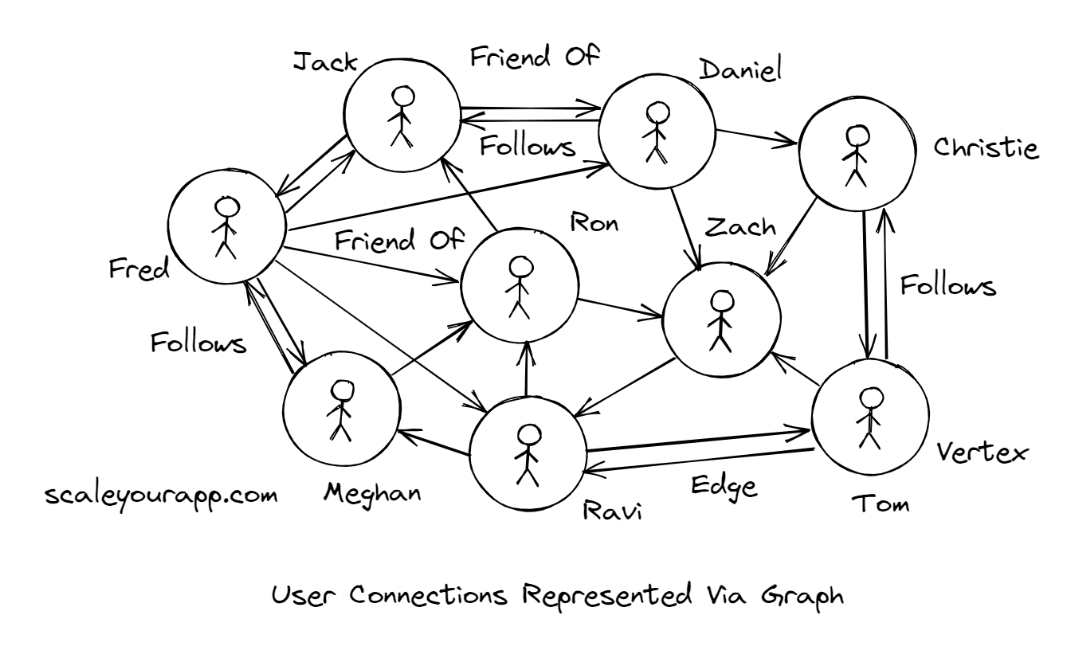 Jack
Friend Of
Daniel
Follows
Christie
Ron
Zach
Friend Of
Fred
Follows
Follows
Vertex
scaleyourapp.com
Meghan
Edge
Ravi
Tom
User Connections Represented Via Graph